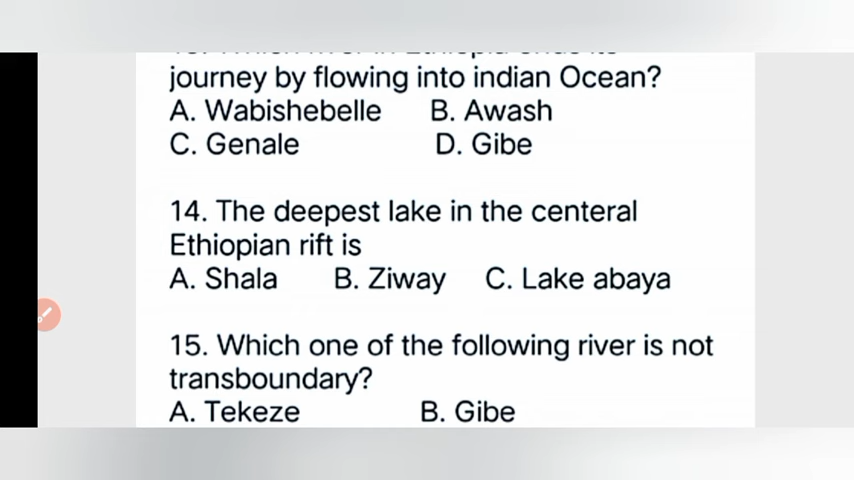 journey by flowing into indian Ocean?
A. Wabishebelle B. Awash
C. Genale D. Gibe
14. The deepest lake in the centeral
Ethiopian rift is
A. Shala B. Ziway C. Lake abaya
15. Which one of the following river is not
transboundary?
A. Tekeze B. Gibe